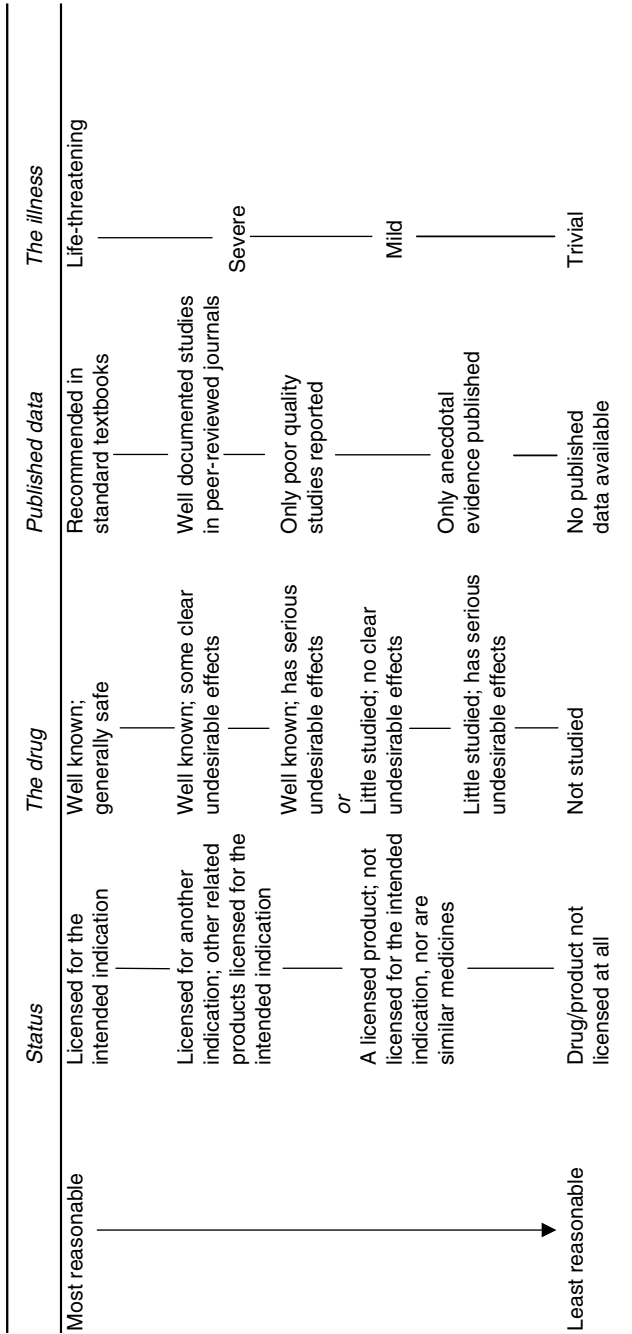 Status
The drug
Published data
The illness
Most reasonable
Least reasonable
Licensed for the
intended indication
Licensed for another
indication; other related
products licensed for the
intended indication
A licensed product; not
licensed for the intended
indication, nor are
similar medicines
Drug/product not
licensed at all
Well known;
generally safe
Well known; some clear
undesirable effects
Well known; has serious
undesirable effects
or
Little studied; no clear
undesirable effects
Little studied; has serious
undesirable effects
Not studied
Recommended in
standard textbooks
Well documented studies
in peer-reviewed journals
Only poor quality
studies reported
Only anecdotal
evidence published
No published
data available
Life-threatening
Severe
Mild
Trivial